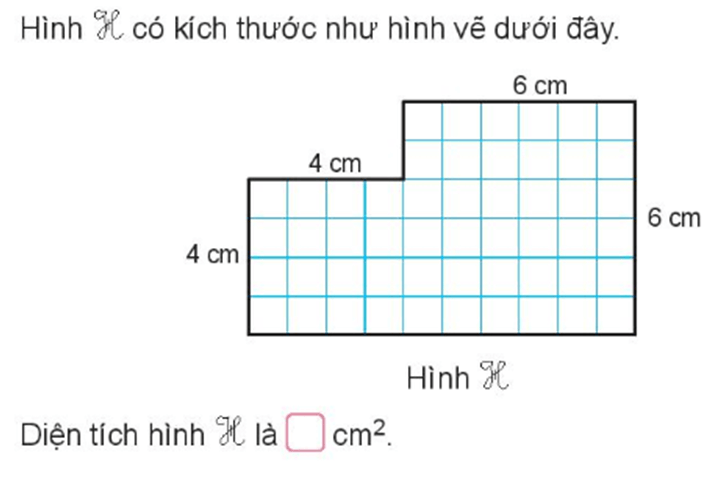 Hình ℋ có kích thước như hình vẽ dưới đây.
6 cm
4 cm
6 cm
4 cm
Hình ℋ
Diện tích hình ℋ là cm².